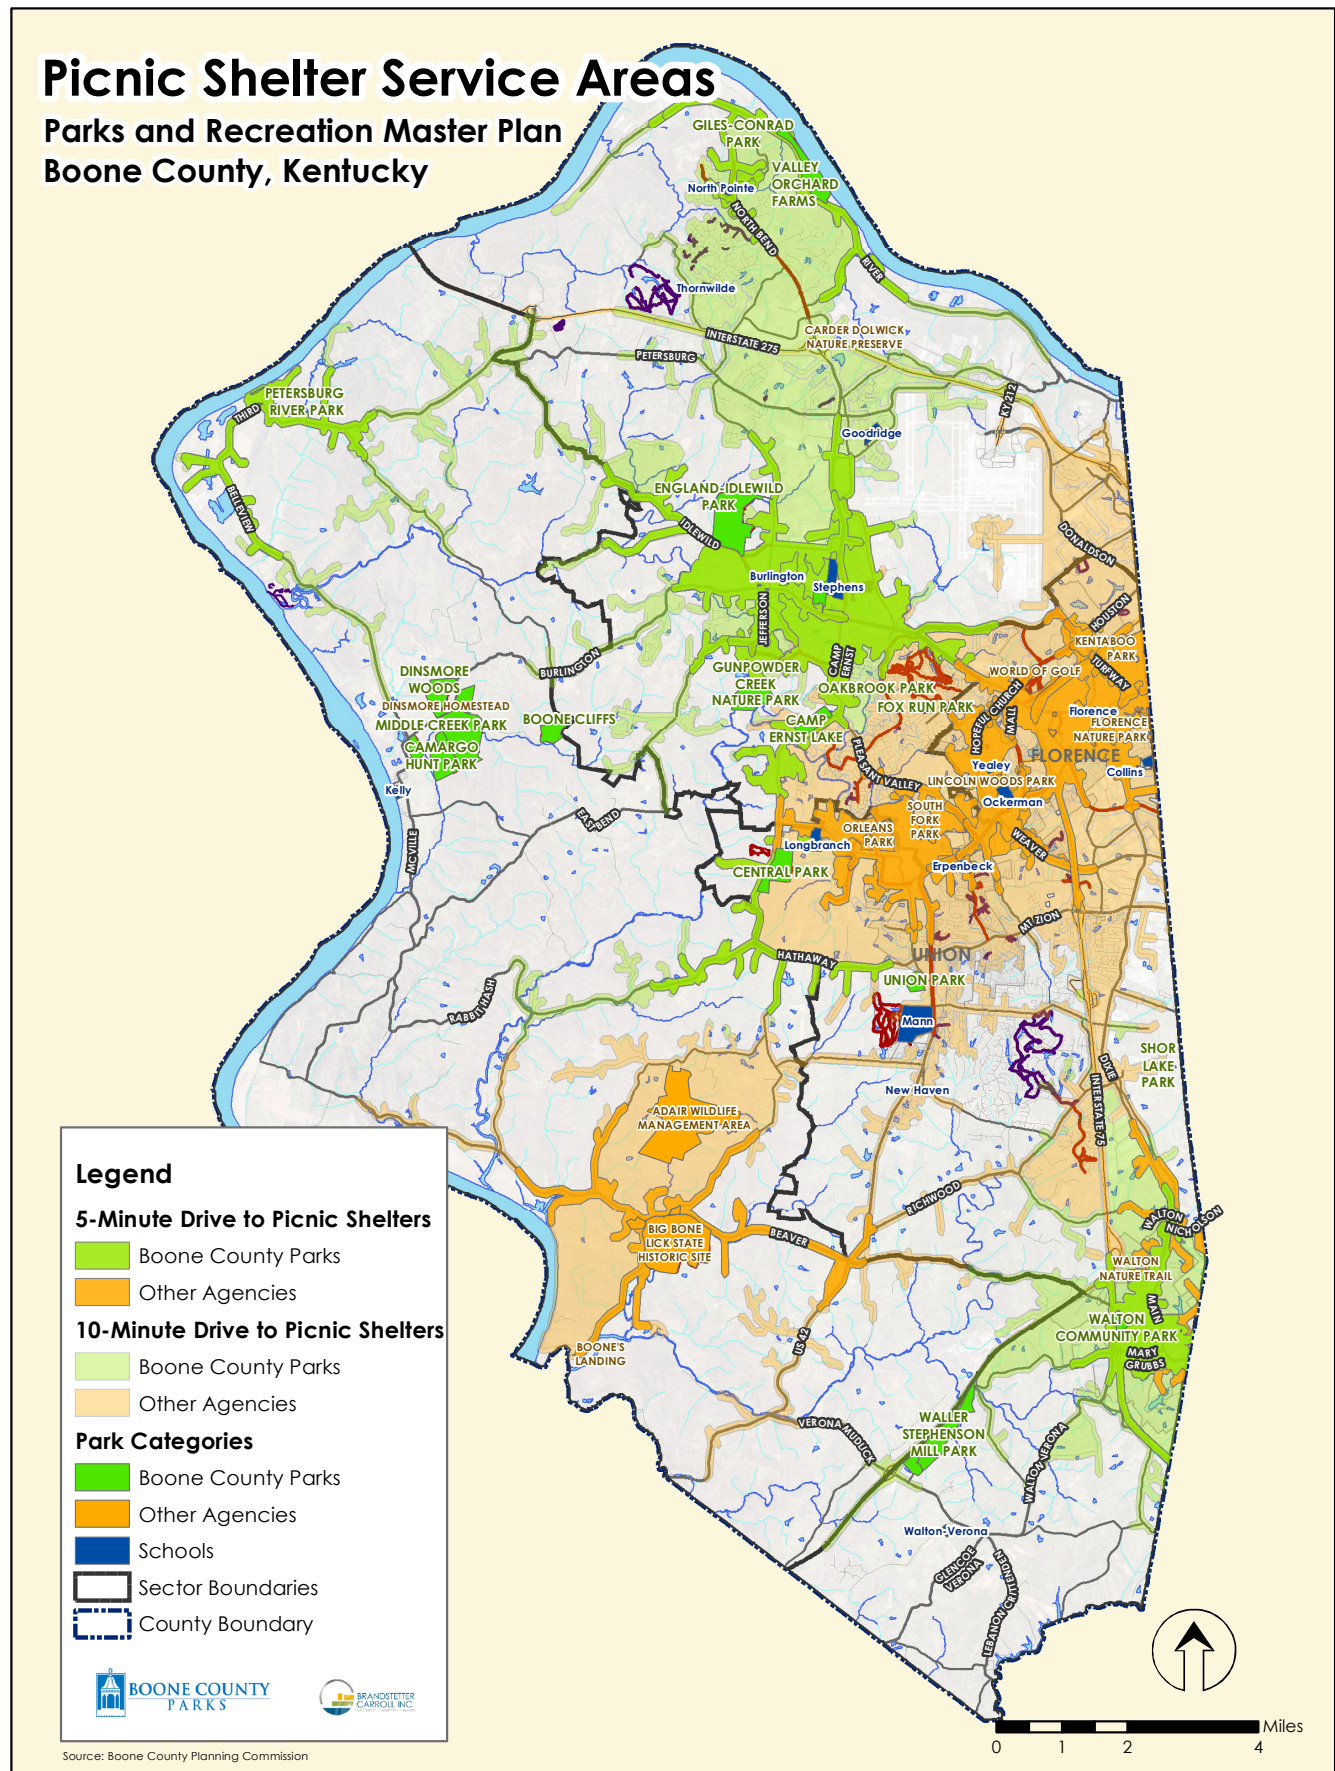 Picnic Shelter Service Areas
Parks and Recreation Master Plan
Boone County, Kentucky
GILES-CONRAD
PARK
VALLEY
ORCHARD
FARMS
North Pointe
NORTH BEND
RIVER
Thornwilde
INTERSTATE 275
CARDER DOLWICK
NATURE PRESERVE
PETERSBURG
KY 212
PETERSBURG
RIVER PARK
THIRD
Goodridge
BELLEVIEW
ENGLAND-IDLEWILD
PARK
IDLEWILD
DONALDSON
Burlington
Stephens
JEFFERSON
HOUSTON
KENTABOO
PARK
TURFWAY
CAMP
ERNST
BURLINGTON
DINSMORE
WOODS
DINSMORE HOMESTEAD
MIDDLE CREEK PARK
CAMARGO
HUNT PARK
BOONE CLIFFS
GUNPOWDER
CREEK
NATURE PARK
OAKBROOK PARK
FOX RUN PARK
WORLD OF GOLF
HOPEFUL CHURCH
MALL
Florence
FLORENCE
NATURE PARK
FLORENCE
CAMP
ERNST LAKE
PLEASANT VALLEY
Yealey
LINCOLN WOODS PARK
Collins
Ockerman
Kelly
SOUTH
FORK
PARK
EAST BEND
MCVILLE
ORLEANS
PARK
Longbranch
WEAVER
Erpenbeck
CENTRAL PARK
MT ZION
HATHAWAY
UNION
UNION PARK
RABBIT HASH
Mann
SHOR
LAKE
PARK
DIXIE
INTERSTATE 75
New Haven
ADAIR WILDLIFE
MANAGEMENT AREA
RICHWOOD
WALTON
NICHOLSON
BIG BONE
LICK STATE
HISTORIC SITE
BEAVER
WALTON
NATURE TRAIL
MAIN
WALTON
COMMUNITY PARK
MARY
GRUBBS
US 42
BOONE'S
LANDING
VERONA MUDLICK
WALLER
STEPHENSON
MILL PARK
WALTON VERONA
Walton-Verona
GLENCOE
VERONA
LEBANON CRITTENDEN
Legend
5-Minute Drive to Picnic Shelters
Boone County Parks
Other Agencies
10-Minute Drive to Picnic Shelters
Boone County Parks
Other Agencies
Park Categories
Boone County Parks
Other Agencies
Schools
Sector Boundaries
County Boundary
BOONE COUNTY
PARKS
BRANDSTETTER
CARROLL INC
Source: Boone County Planning Commission
Miles
0 1 2 4